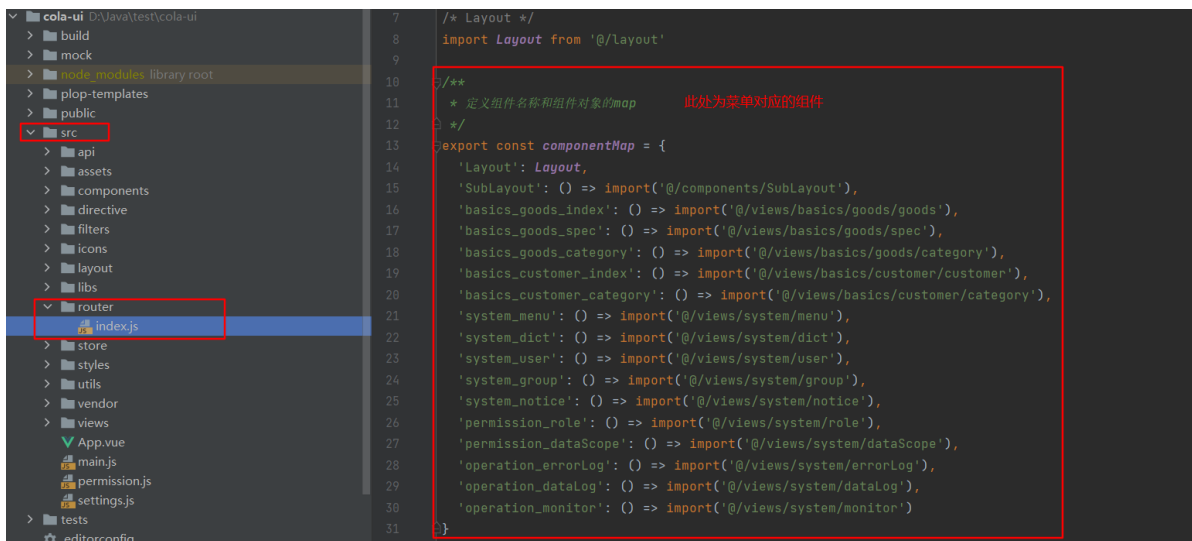 cola-ui D:\Java\test\cola-ui
build
mock
node_modules library root
plop-templates
public
src
api
assets
components
directive
filters
icons
layout
libs
router
index.js
store
styles
utils
vendor
views
App.vue
main.js
permission.js
settings.js
tests
.editorconfig
7 /* Layout */
8 import Layout from '@/layout'
9
10 /**
11 * 定义组件名称和组件对象的map 此处为菜单对应的组件
12 */
13 export const componentMap = {
14 'Layout': Layout,
15 'SubLayout': () => import('@/components/SubLayout'),
16 'basics_goods_index': () => import('@/views/basics/goods/goods'),
17 'basics_goods_spec': () => import('@/views/basics/goods/spec'),
18 'basics_goods_category': () => import('@/views/basics/goods/category'),
19 'basics_customer_index': () => import('@/views/basics/customer/customer'),
20 'basics_customer_category': () => import('@/views/basics/customer/category'),
21 'system_menu': () => import('@/views/system/menu'),
22 'system_dict': () => import('@/views/system/dict'),
23 'system_user': () => import('@/views/system/user'),
24 'system_group': () => import('@/views/system/group'),
25 'system_notice': () => import('@/views/system/notice'),
26 'permission_role': () => import('@/views/system/role'),
27 'permission_dataScope': () => import('@/views/system/dataScope'),
28 'operation_errorLog': () => import('@/views/system/errorLog'),
29 'operation_dataLog': () => import('@/views/system/dataLog'),
30 'operation_monitor': () => import('@/views/system/monitor')
31 }